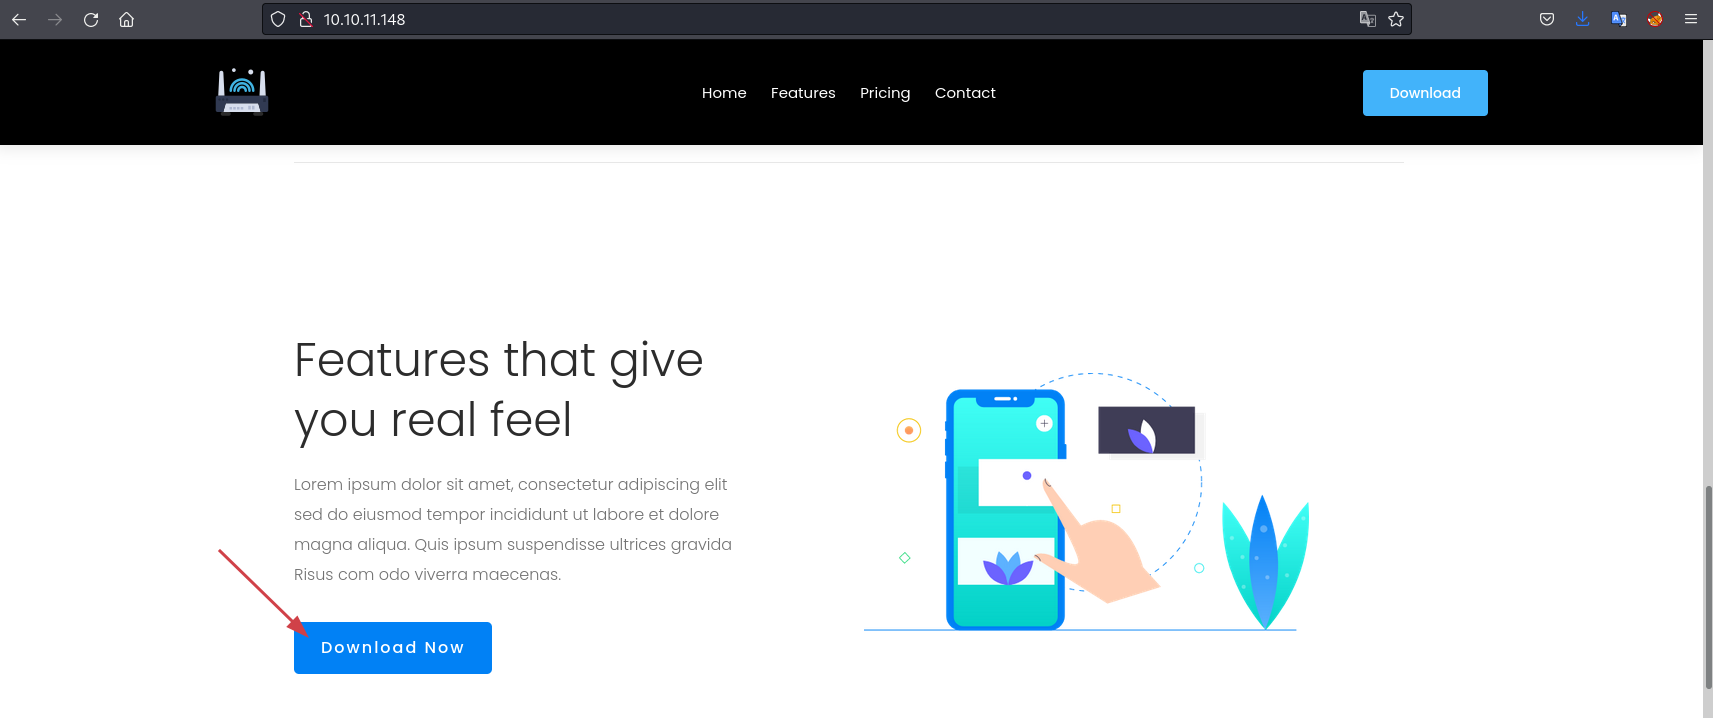 10.10.11.148
Home Features Pricing Contact
Download
Features that give
you real feel
Lorem ipsum dolor sit amet, consectetur adipiscing elit
sed do eiusmod tempor incididunt ut labore et dolore
magna aliqua. Quis ipsum suspendisse ultrices gravida
Risus com odo viverra maecenas.
Download Now